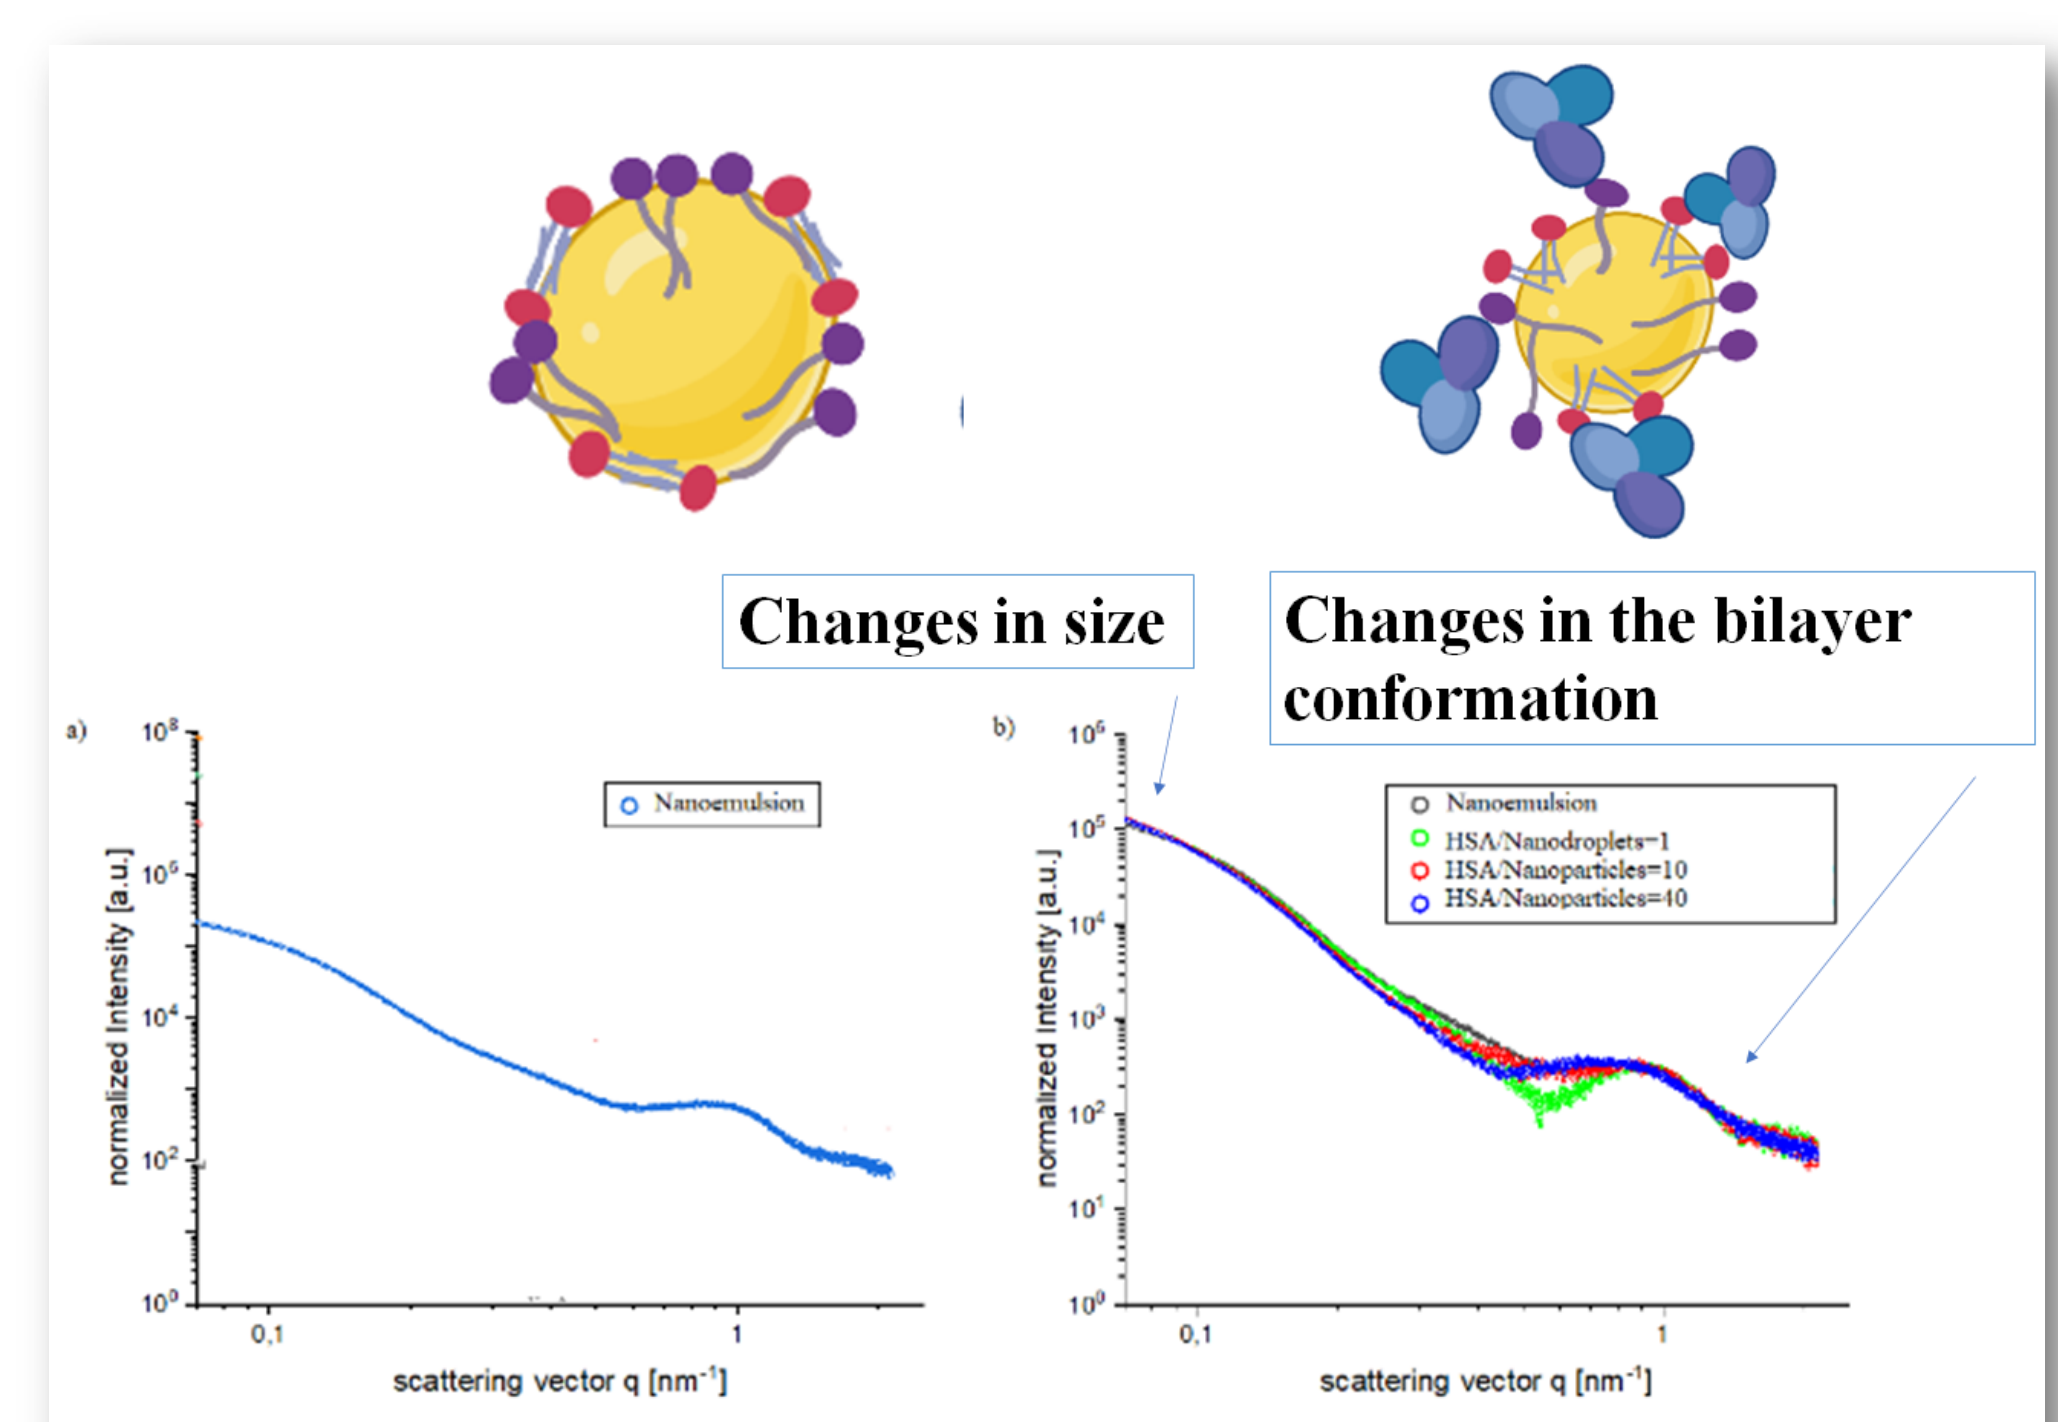 Changes in size
Changes in the bilayer
conformation
a)
10⁸
10⁶
10⁴
10²
10⁰
normalized Intensity [a.u.]
Nanoemulsion
0,1
1
scattering vector q [nm⁻¹]
b)
10⁶
10⁵
10⁴
10³
10²
10¹
10⁰
normalized Intensity [a.u.]
Nanoemulsion
HSA/Nanodroplets=1
HSA/Nanoparticles=10
HSA/Nanoparticles=40
0,1
1
scattering vector q [nm⁻¹]